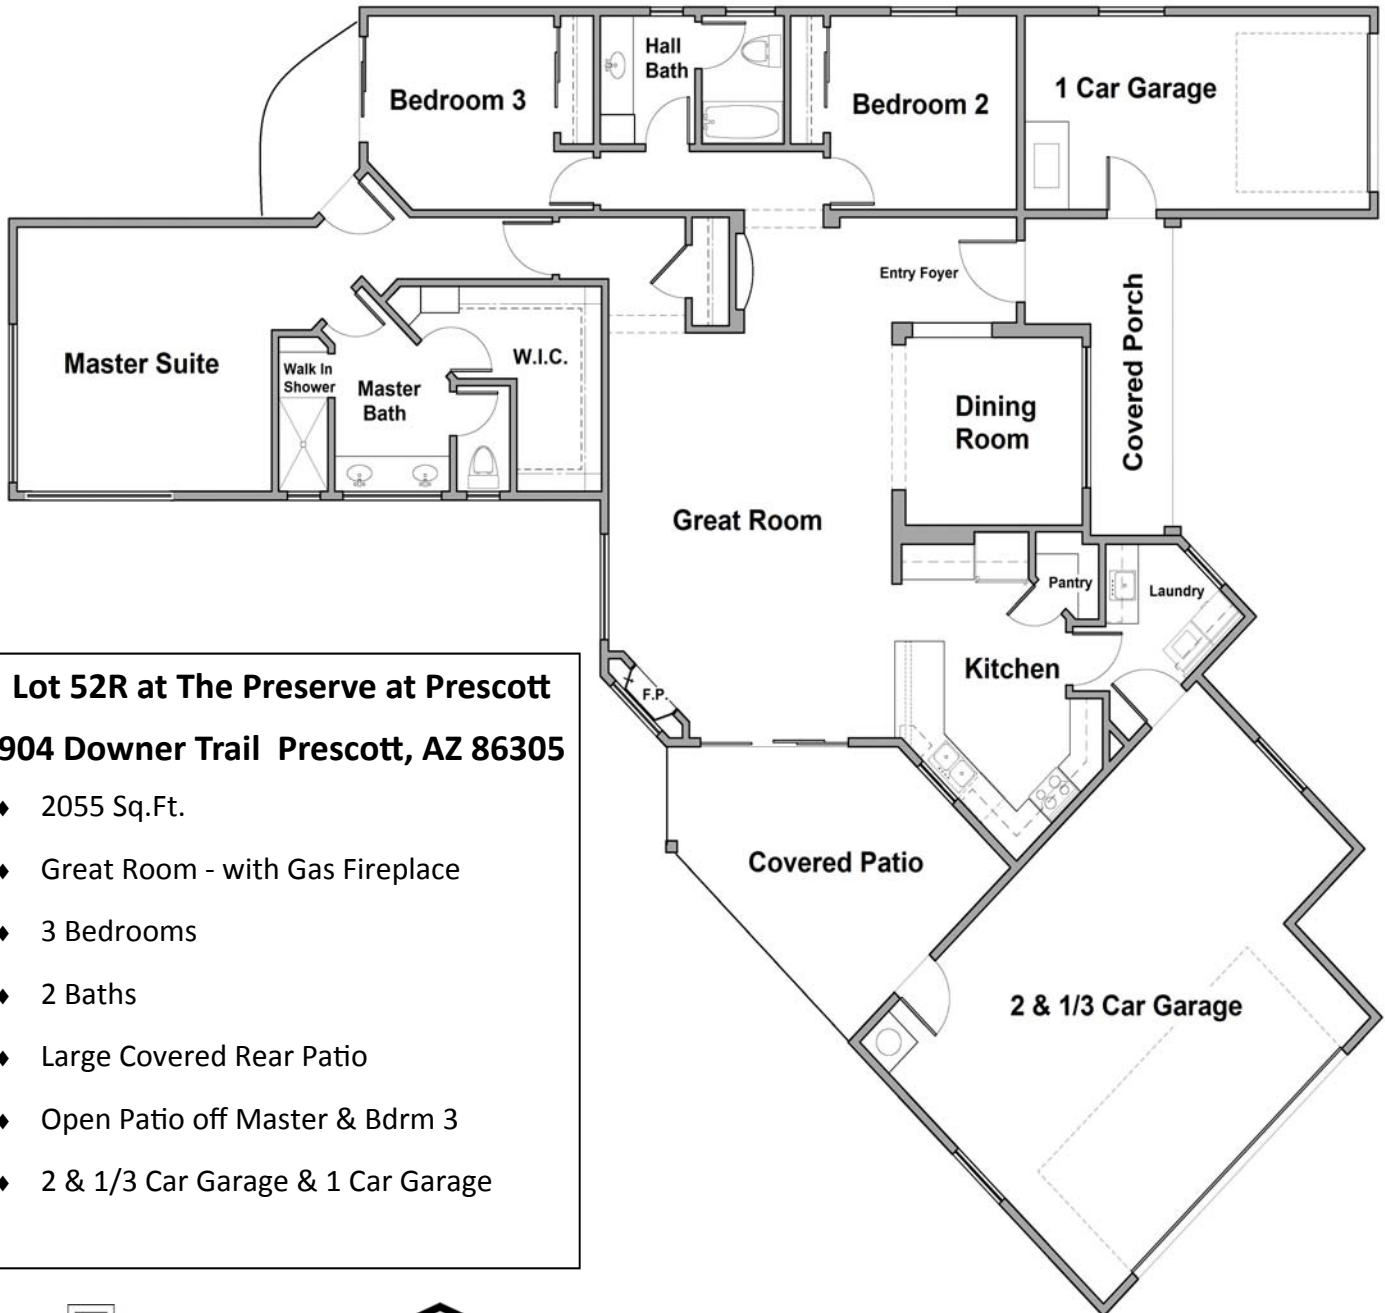 Bedroom 3
Hall
Bath
Bedroom 2
1 Car Garage
Entry Foyer
Covered Porch
Master Suite
Walk In
Shower
Master
Bath
W.I.C.
Dining
Room
Great Room
Pantry
Laundry
Kitchen
F.P.
Covered Patio
2 & 1/3 Car Garage
Lot 52R at The Preserve at Prescott
904 Downer Trail Prescott, AZ 86305
♦ 2055 Sq.Ft.
♦ Great Room - with Gas Fireplace
♦ 3 Bedrooms
♦ 2 Baths
♦ Large Covered Rear Patio
♦ Open Patio off Master & Bdrm 3
♦ 2 & 1/3 Car Garage & 1 Car Garage